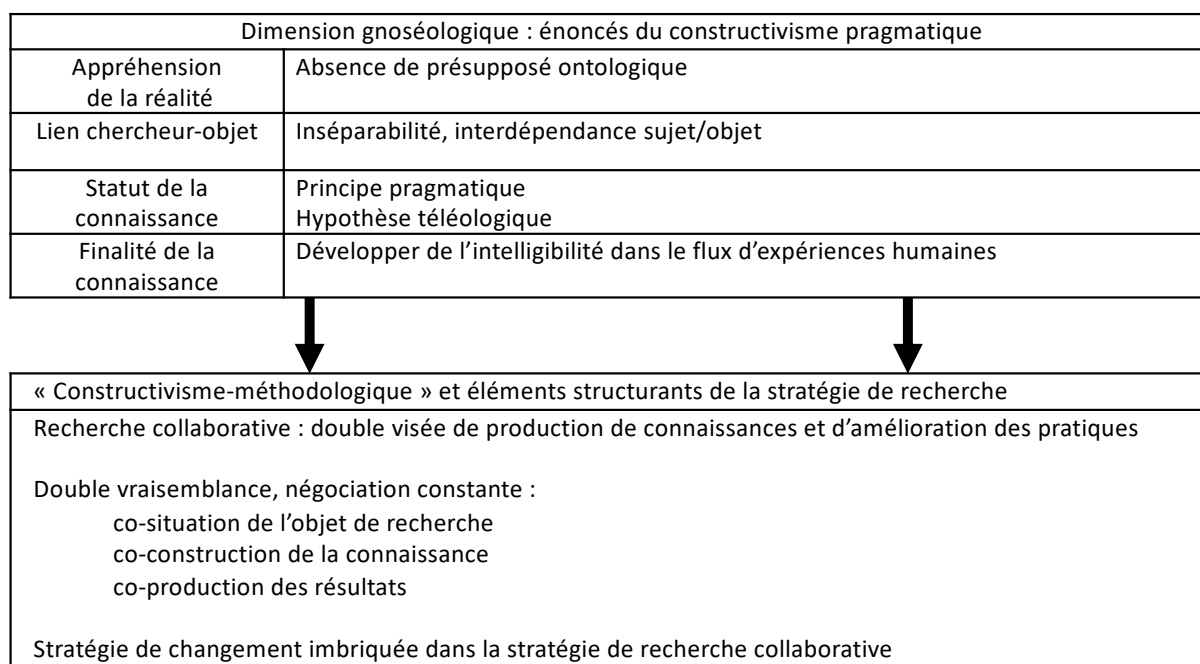 Dimension gnoséologique : énoncés du constructivisme pragmatique
Appréhension
de la réalité
Absence de présupposé ontologique
Lien chercheur-objet
Inséparabilité, interdépendance sujet/objet
Statut de la
connaissance
Principe pragmatique
Hypothèse téléologique
Finalité de la
connaissance
Développer de l’intelligibilité dans le flux d’expériences humaines
« Constructivisme-méthodologique » et éléments structurants de la stratégie de recherche
Recherche collaborative : double visée de production de connaissances et d’amélioration des pratiques
Double vraisemblance, négociation constante :
co-situation de l’objet de recherche
co-construction de la connaissance
co-production des résultats
Stratégie de changement imbriquée dans la stratégie de recherche collaborative